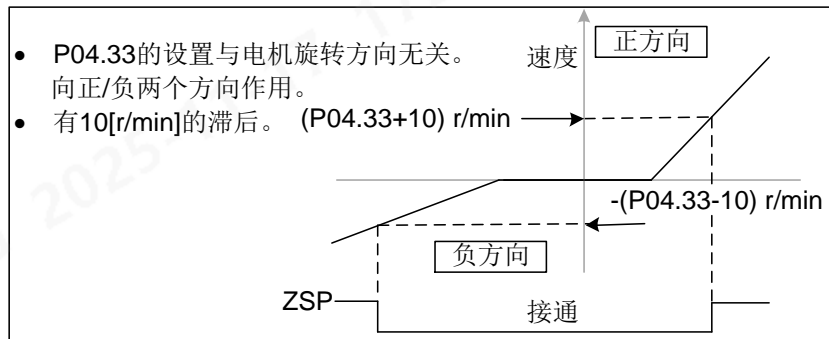 • P04.33的设置与电机旋转方向无关。
向正/负两个方向作用。
• 有10[r/min]的滞后。
速度
正方向
(P04.33+10) r/min
-(P04.33-10) r/min
负方向
ZSP
接通